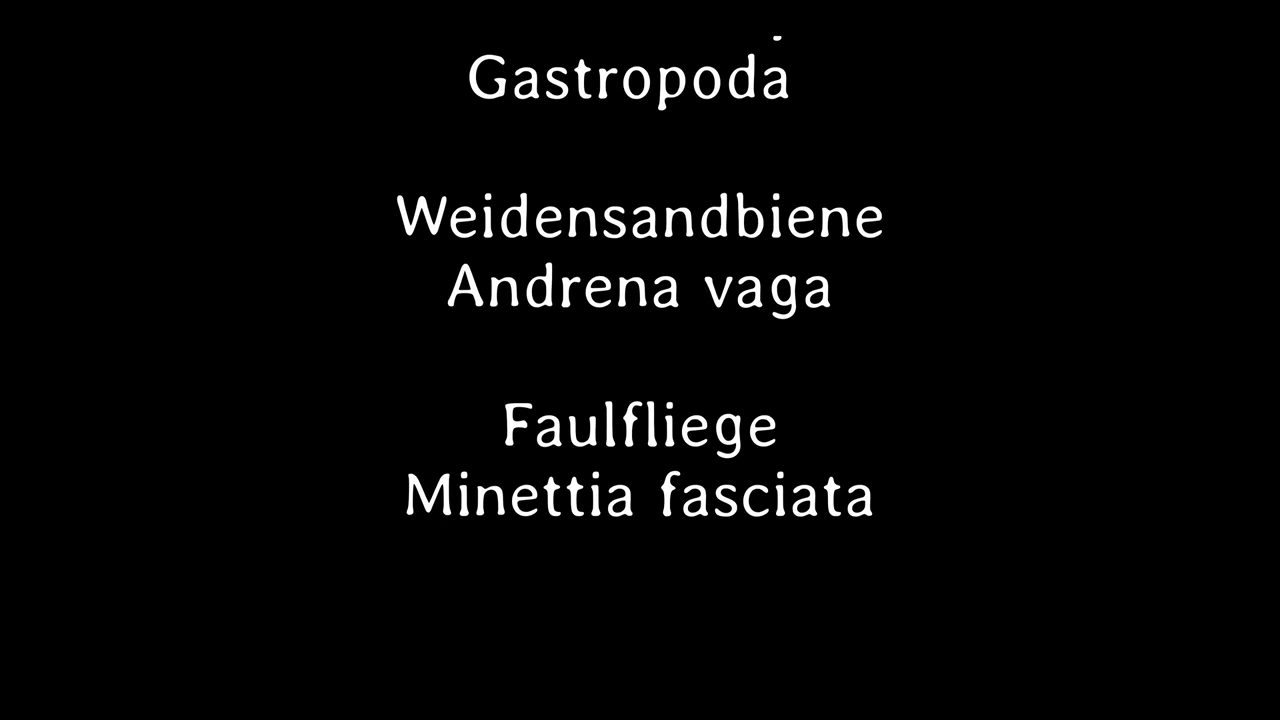 Gastropoda
Weidensandbiene
Andrena vaga
Faulfliege
Minettia fasciata